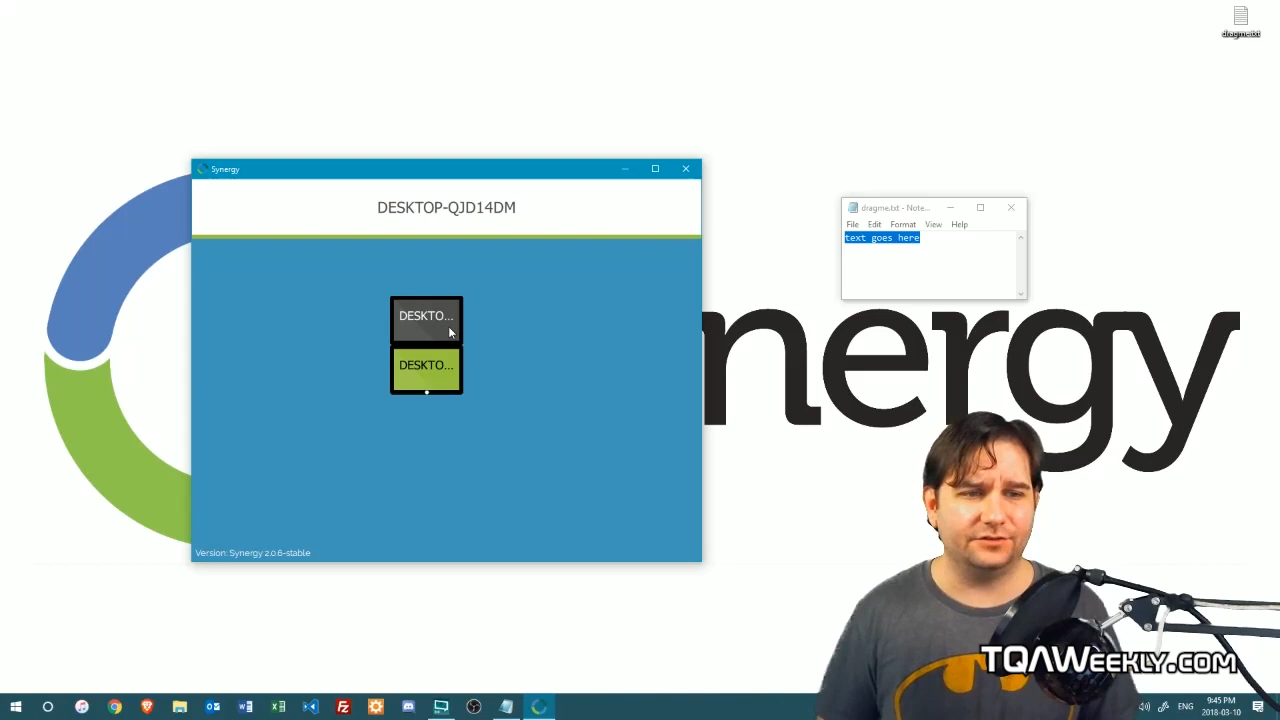 dragme.txt
Synergy
DESKTOP-QJD14DM
dragme.txt - Note...
File Edit Format View Help
text goes here
DESKTO...
DESKTO...
nergy
Version: Synergy 2.0.6-stable
TQAWeekly.com
ENG
9:45 PM
2018-03-10